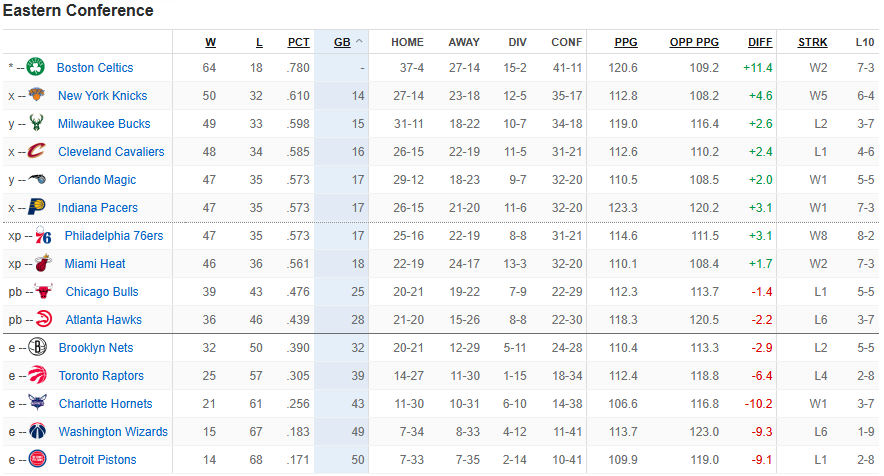 Eastern Conference
W L PCT GB HOME AWAY DIV CONF PPG OPP PPG DIFF STRK L10
* -- Boston Celtics 64 18 .780 - 37-4 27-14 15-2 41-11 120.6 109.2 +11.4 W2 7-3
x -- New York Knicks 50 32 .610 14 27-14 23-18 12-5 35-17 112.8 108.2 +4.6 W5 6-4
y -- Milwaukee Bucks 49 33 .598 15 31-11 18-22 10-7 34-18 119.0 116.4 +2.6 L2 3-7
x -- Cleveland Cavaliers 48 34 .585 16 26-15 22-19 11-5 31-21 112.6 110.2 +2.4 L1 4-6
y -- Orlando Magic 47 35 .573 17 29-12 18-23 9-7 32-20 110.5 108.5 +2.0 W1 5-5
x -- Indiana Pacers 47 35 .573 17 26-15 21-20 11-6 32-20 123.3 120.2 +3.1 W1 7-3
xp -- 76 Philadelphia 76ers 47 35 .573 17 25-16 22-19 8-8 31-21 114.6 111.5 +3.1 W8 8-2
xp -- Miami Heat 46 36 .561 18 22-19 24-17 13-3 32-20 110.1 108.4 +1.7 W2 7-3
pb -- Chicago Bulls 39 43 .476 25 20-21 19-22 7-9 22-29 112.3 113.7 -1.4 L1 5-5
pb -- Atlanta Hawks 36 46 .439 28 21-20 15-26 8-8 22-30 118.3 120.5 -2.2 L6 3-7
e -- B Brooklyn Nets 32 50 .390 32 20-21 12-29 5-11 24-28 110.4 113.3 -2.9 L2 5-5
e -- Toronto Raptors 25 57 .305 39 14-27 11-30 1-15 18-34 112.4 118.8 -6.4 L4 2-8
e -- Charlotte Hornets 21 61 .256 43 11-30 10-31 6-10 14-38 106.6 116.8 -10.2 W1 3-7
e -- Washington Wizards 15 67 .183 49 7-34 8-33 4-12 11-41 113.7 123.0 -9.3 L6 1-9
e -- Detroit Pistons 14 68 .171 50 7-33 7-35 2-14 10-41 109.9 119.0 -9.1 L1 2-8